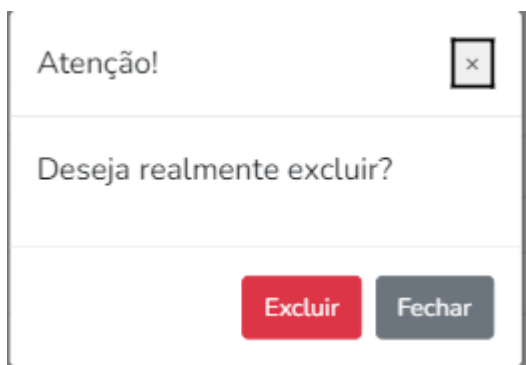 Atenção!
×
Deseja realmente excluir?
Excluir
Fechar